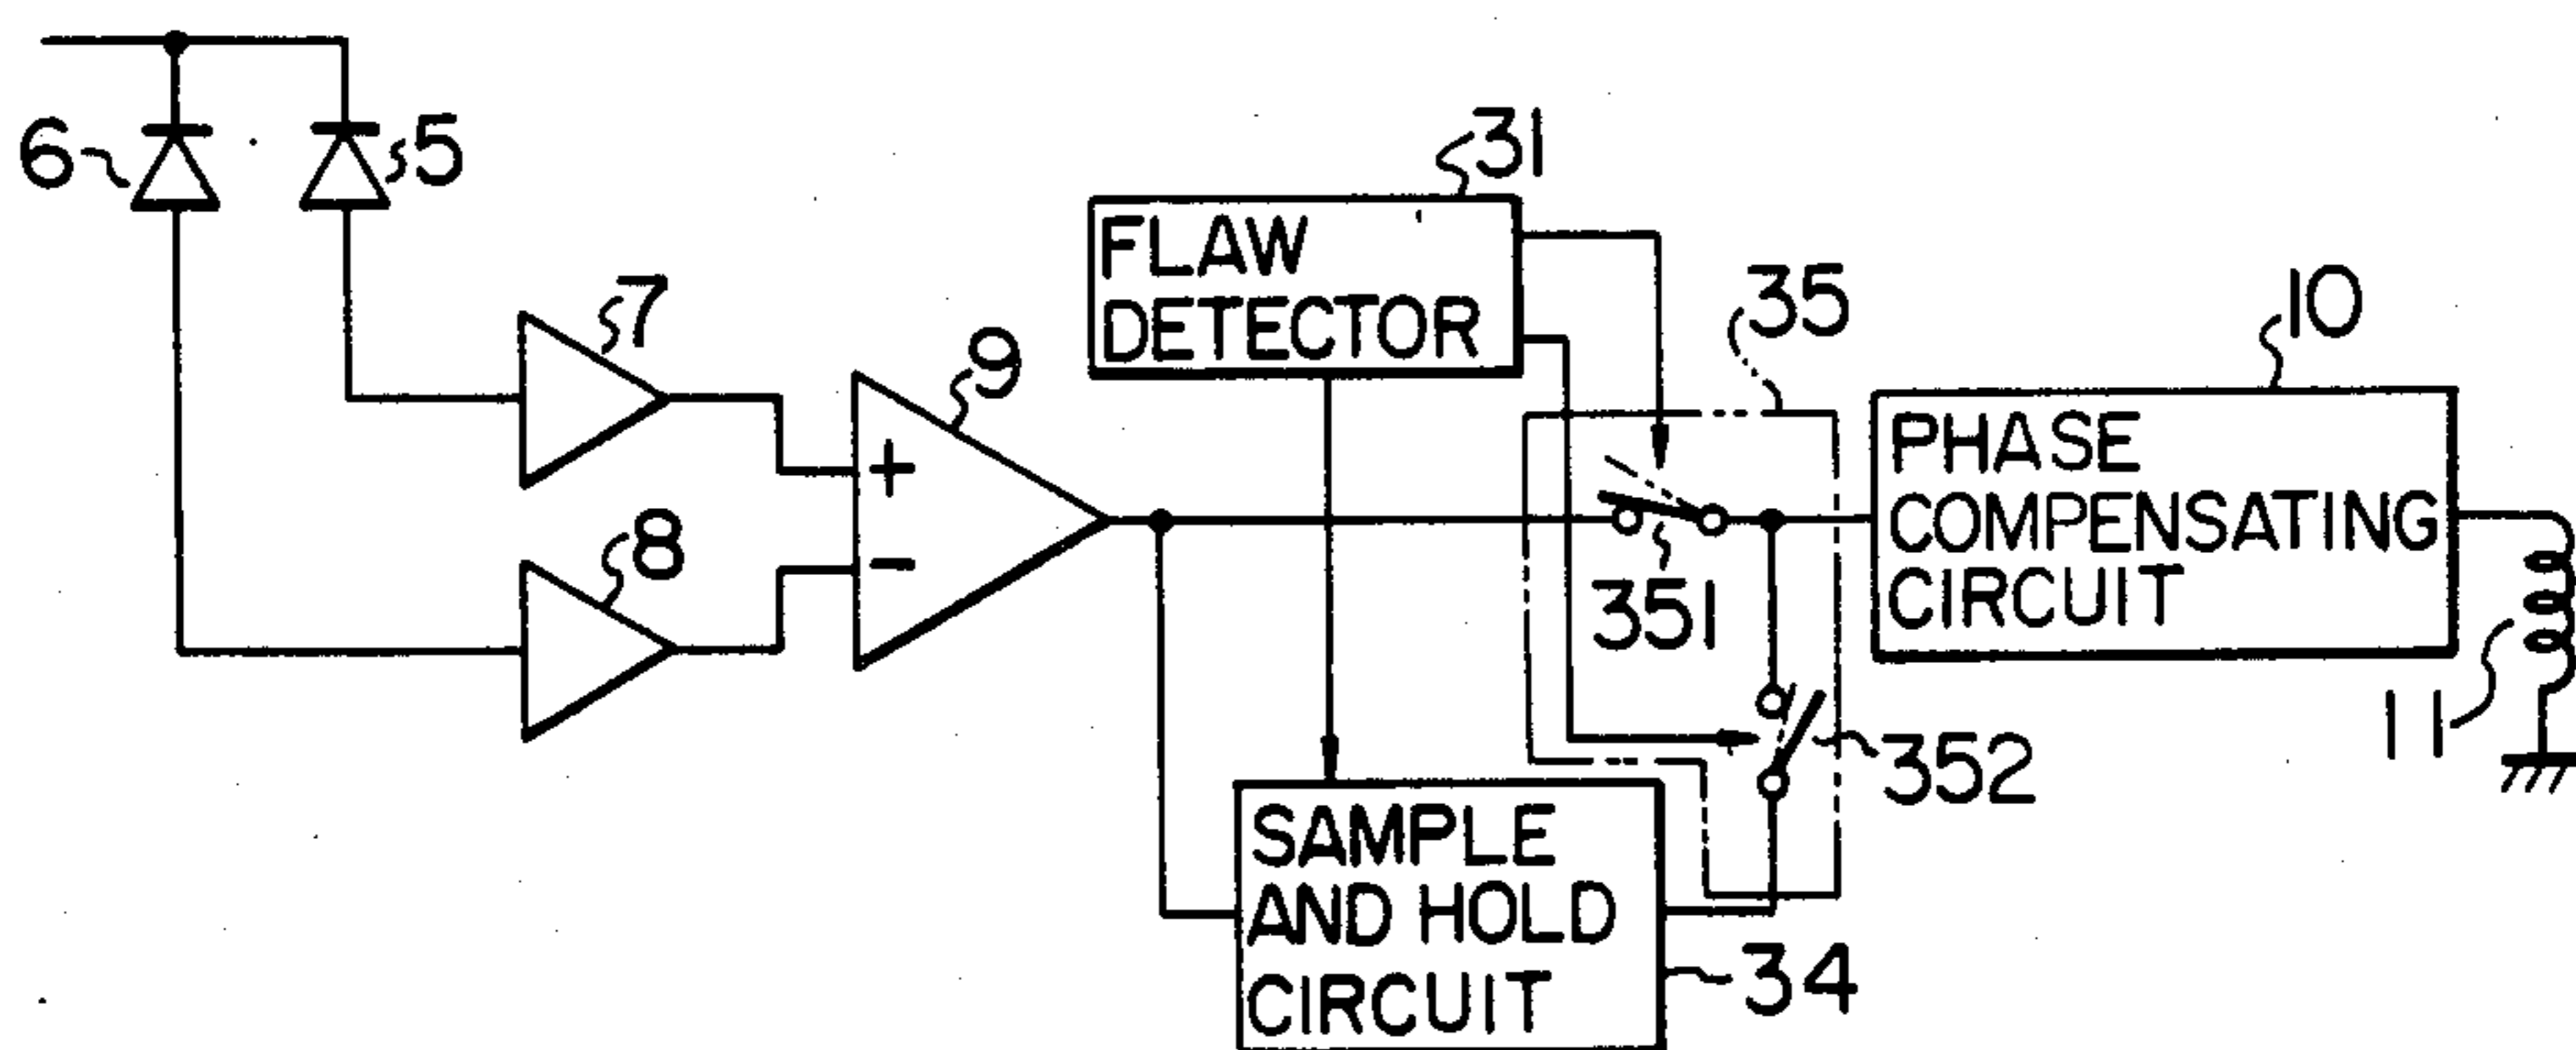 6
5
7
8
9
+
−
31
FLAW
DETECTOR
35
351
352
10
PHASE
COMPENSATING
CIRCUIT
11
SAMPLE
AND HOLD
CIRCUIT
34